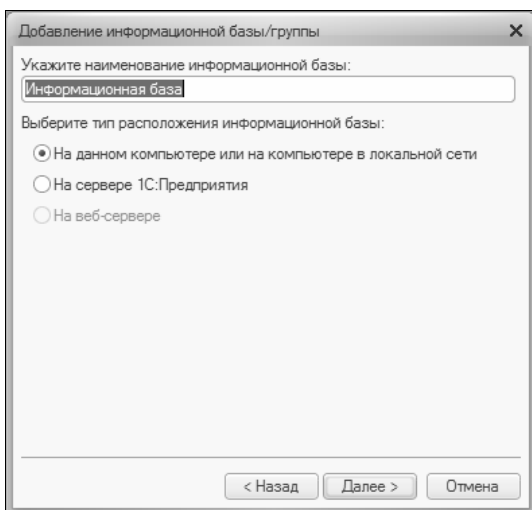 Добавление информационной базы/группы
Укажите наименование информационной базы:
Информационная база
Выберите тип расположения информационной базы:
На данном компьютере или на компьютере в локальной сети
На сервере 1С:Предприятия
На веб-сервере
< Назад Далее > Отмена